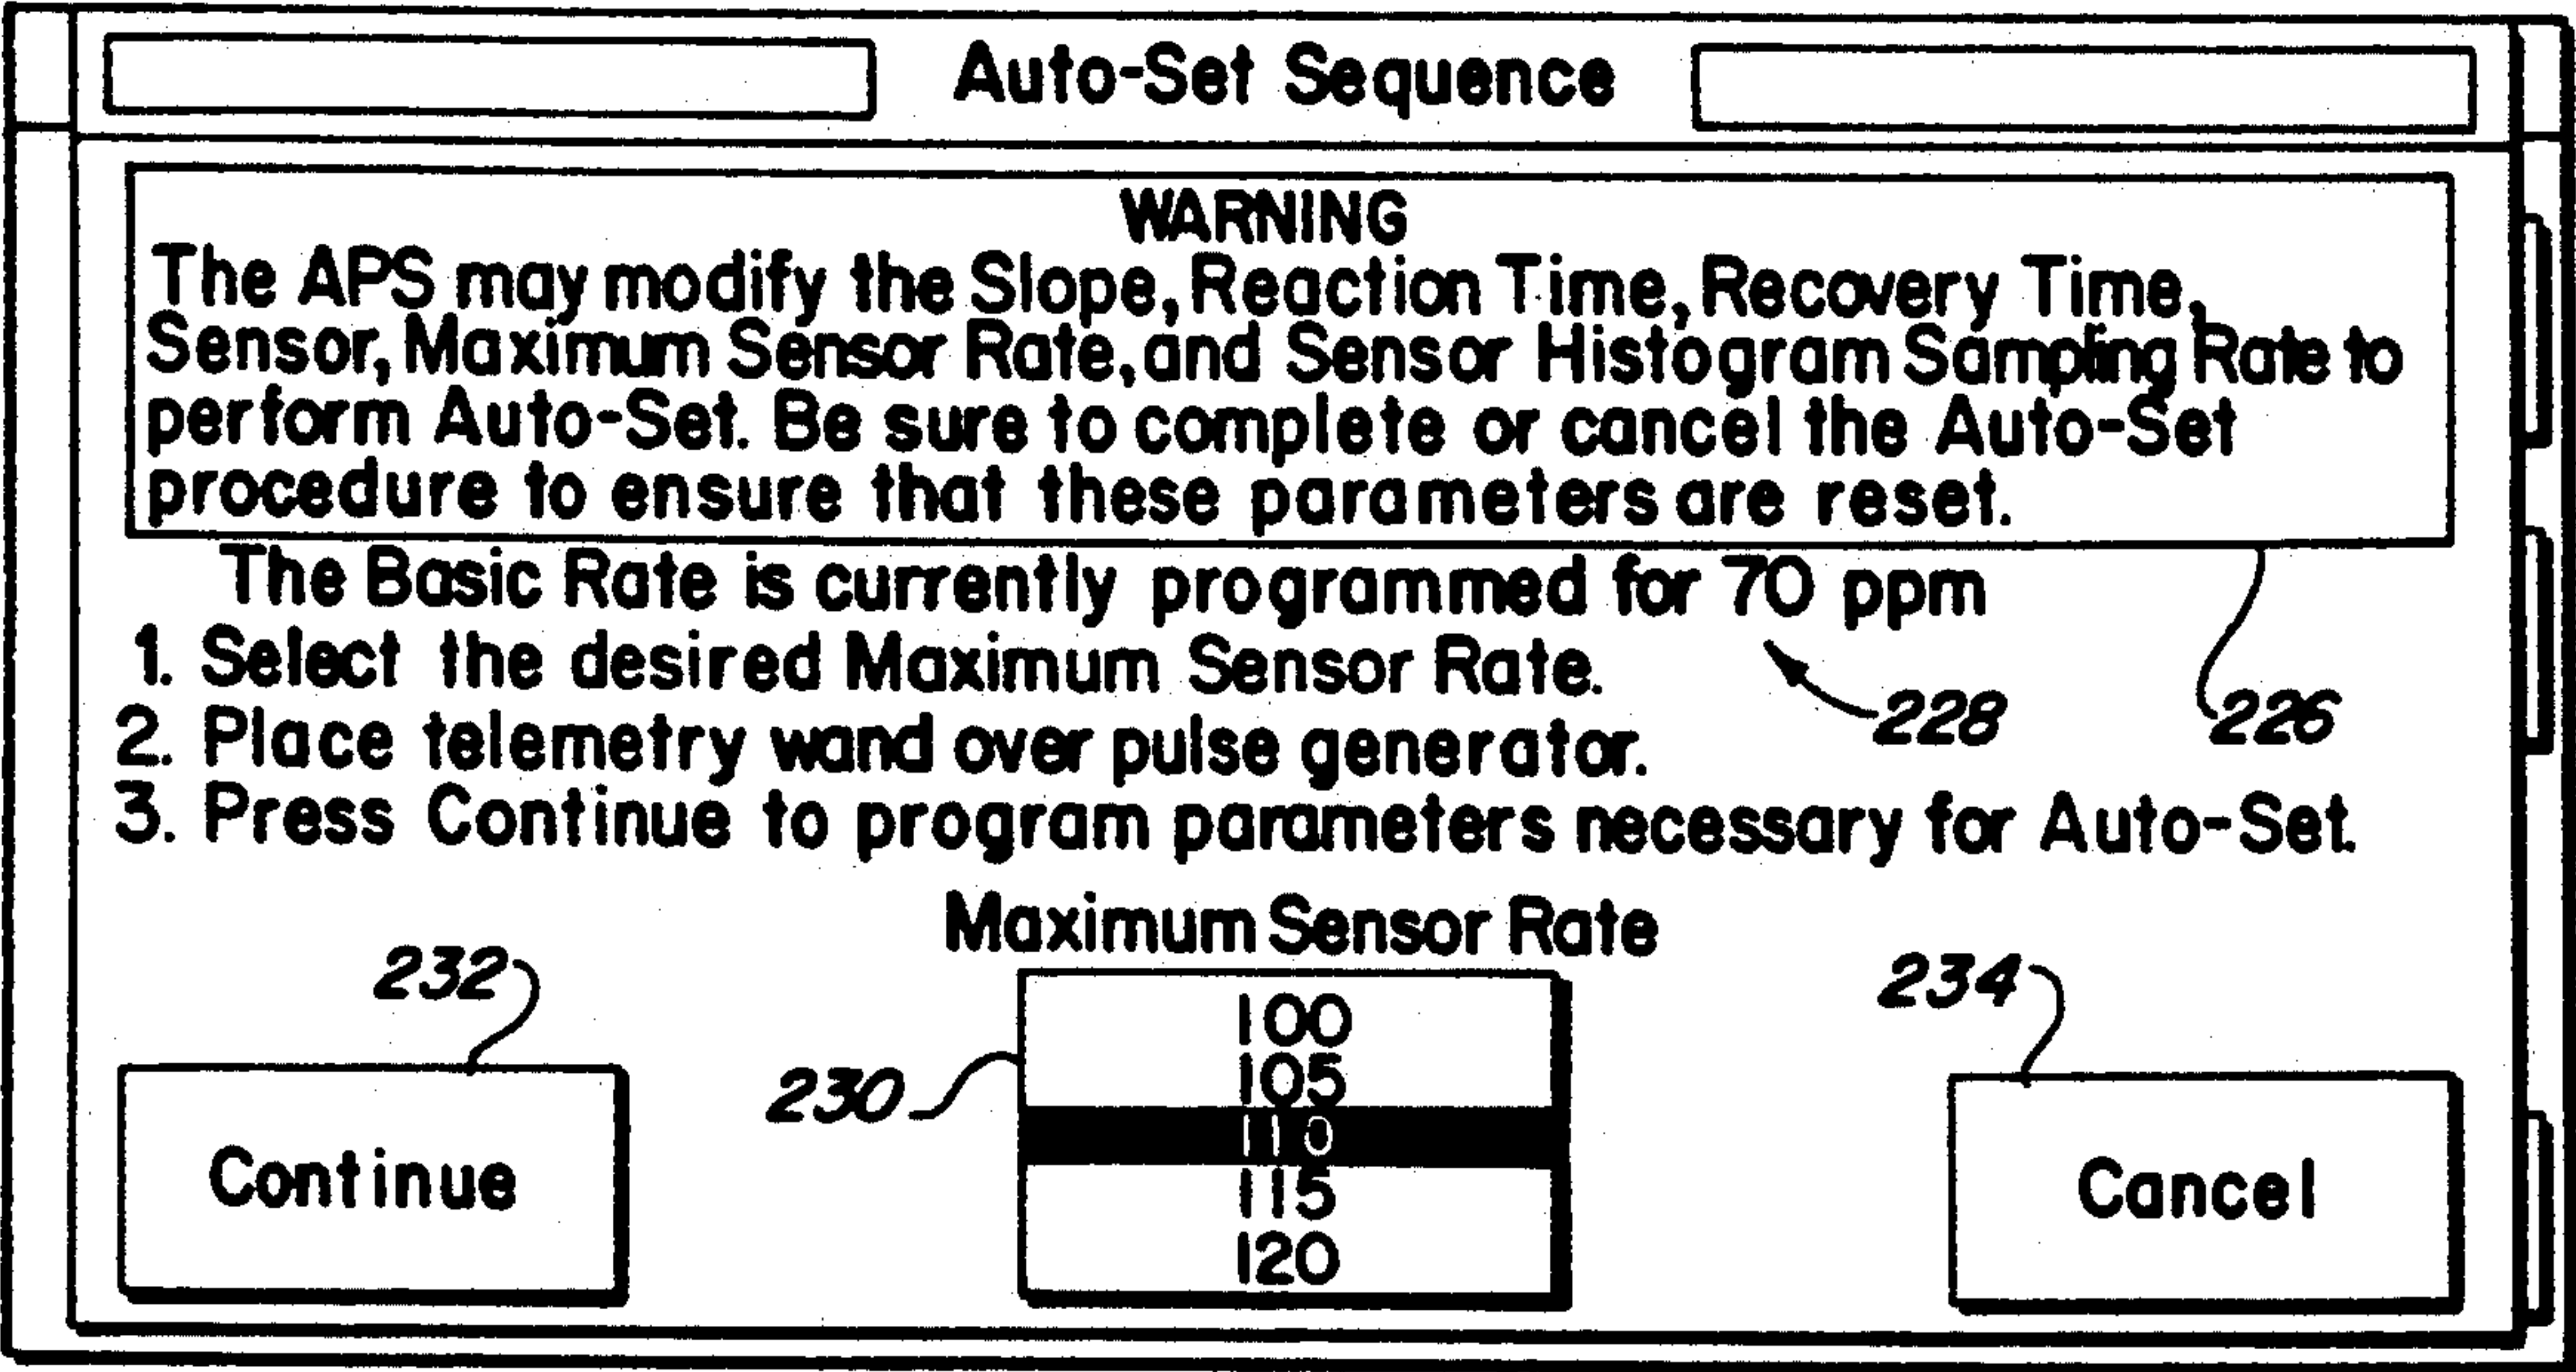 Auto-Set Sequence
WARNING
The APS may modify the Slope, Reaction Time, Recovery Time,
Sensor, Maximum Sensor Rate, and Sensor Histogram Sampling Rate to
perform Auto-Set. Be sure to complete or cancel the Auto-Set
procedure to ensure that these parameters are reset.
The Basic Rate is currently programmed for 70 ppm
1. Select the desired Maximum Sensor Rate.
228
226
2. Place telemetry wand over pulse generator.
3. Press Continue to program parameters necessary for Auto-Set.
Maximum Sensor Rate
232
234
230
100
105
110
115
120
Continue
Cancel